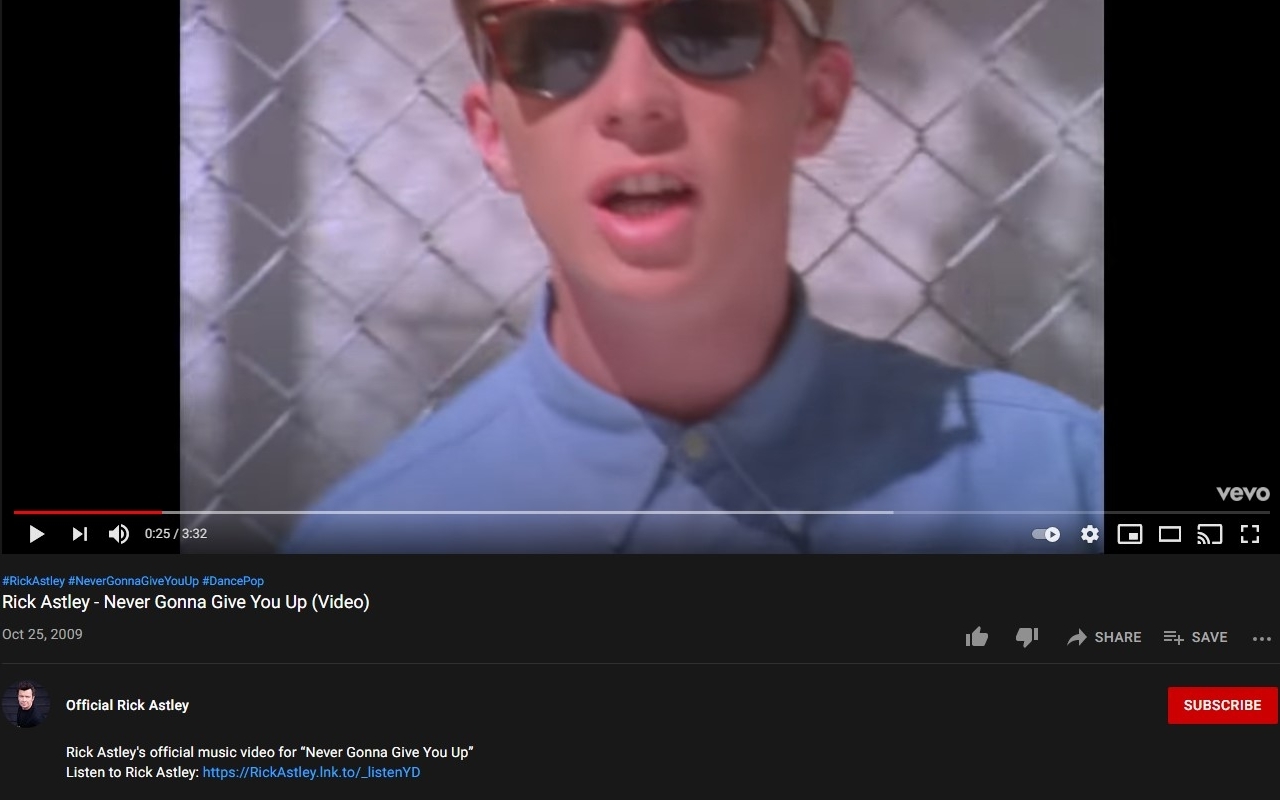 vevo
0:25 / 3:32
#RickAstley #NeverGonnaGiveYouUp #DancePop
Rick Astley - Never Gonna Give You Up (Video)
Oct 25, 2009
SHARE
SAVE
Official Rick Astley
SUBSCRIBE
Rick Astley's official music video for “Never Gonna Give You Up”
Listen to Rick Astley: https://RickAstley.lnk.to/_listenYD